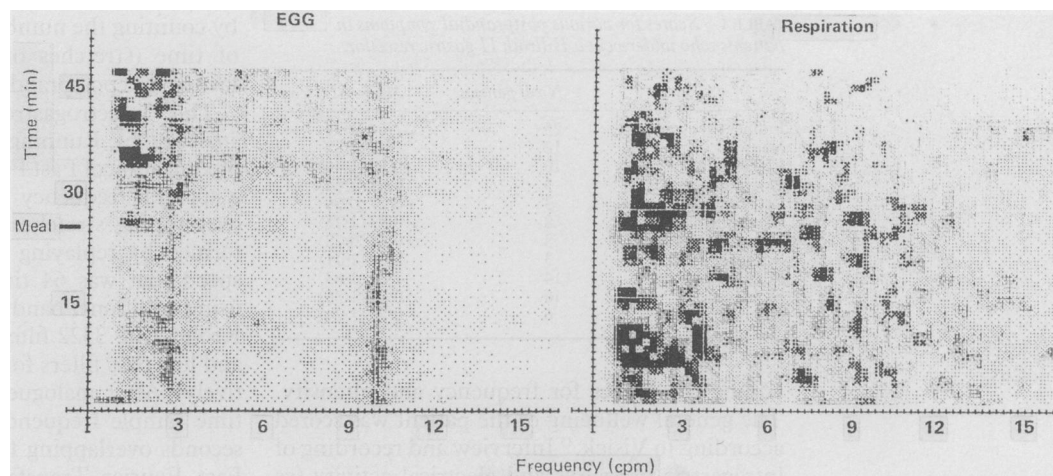 EGG
Respiration
Time (min)
45
30
Meal
15
3 6 9 12 15
3 6 9 12 15
Frequency (cpm)